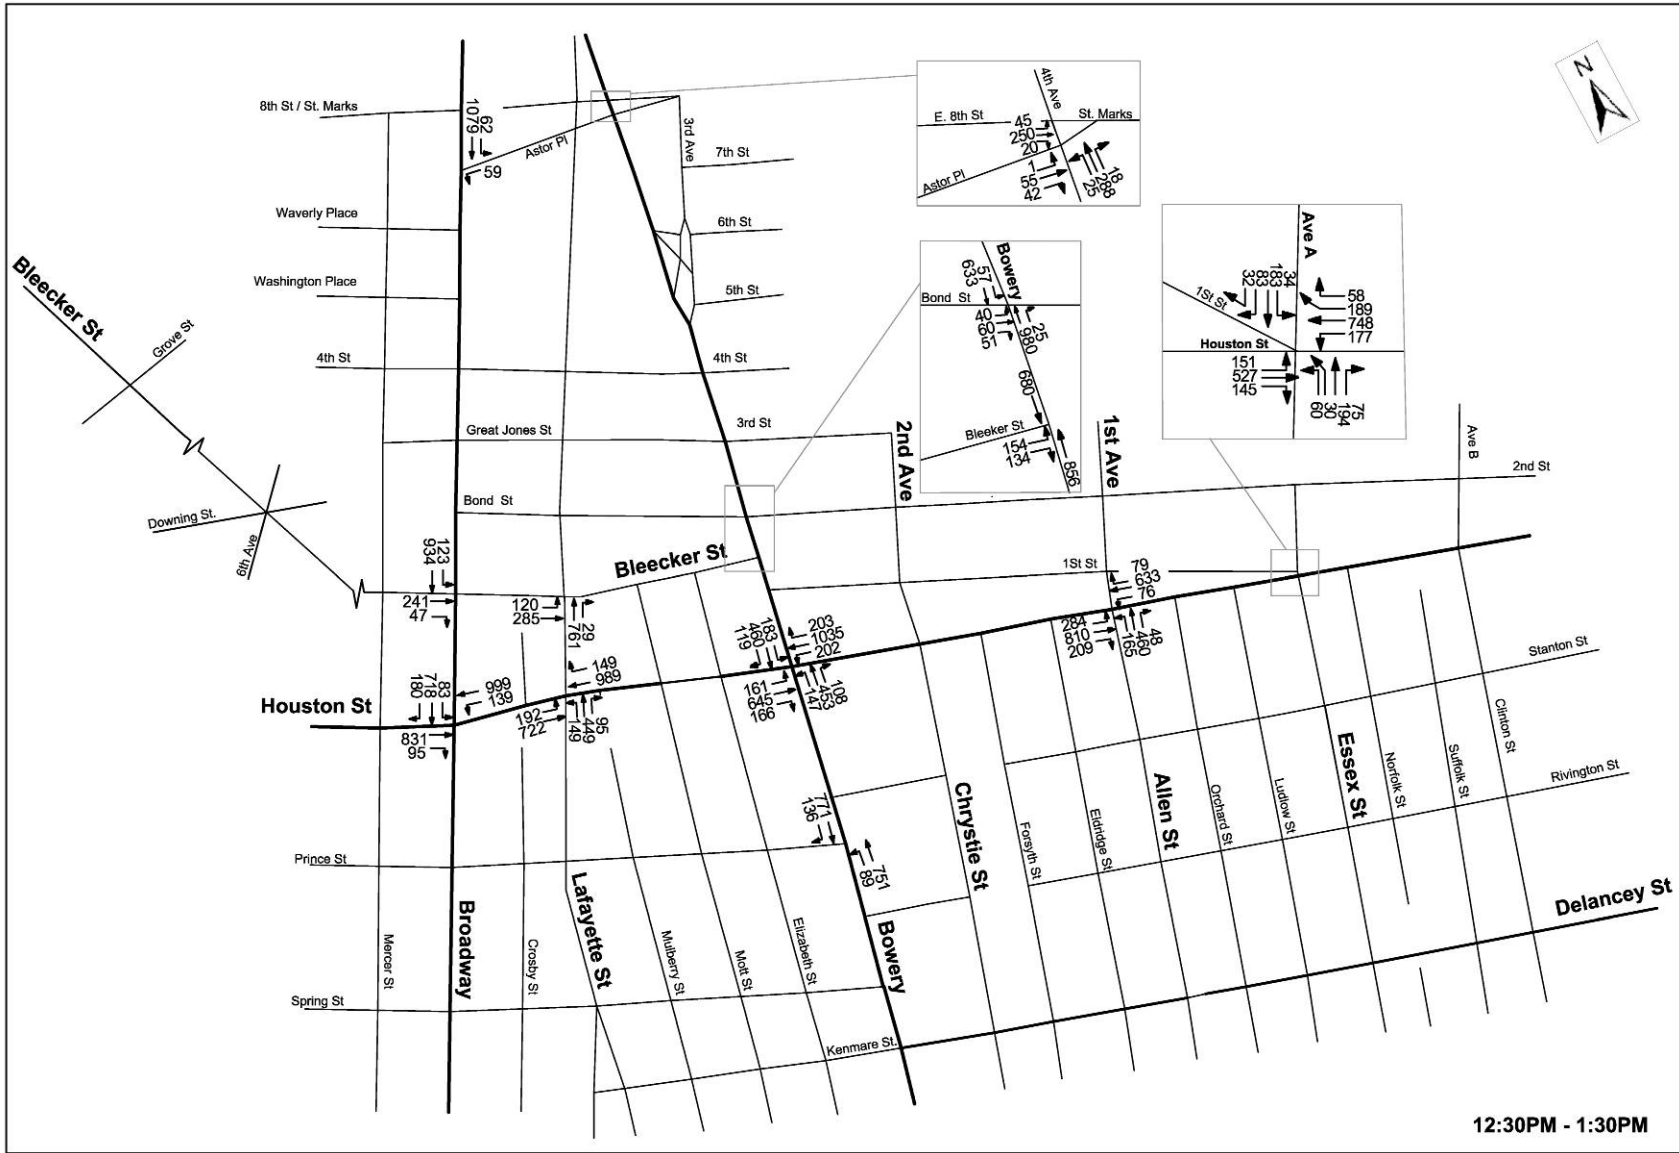 8th St / St. Marks
1079
62
59
Astor Pl
3rd Ave
7th St
Waverly Place
6th St
Washington Place
5th St
4th St
4th St
Great Jones St
3rd St
Bond St
Bleecker St
Grove St
Downing St.
6th Ave
4th Ave
E. 8th St
St. Marks
45
250
20
Astor Pl
1
55
42
25
288
18
Bowery
57
633
Bond St
40
60
51
25
980
680
Bleeker St
154
134
856
N
Ave A
32
83
183
34
1St St
58
189
748
177
Houston St
151
527
145
60
30
194
75
2nd Ave
1st Ave
Ave B
2nd St
934
123
241
47
Bleecker St
120
285
761
29
1St St
79
633
76
284
810
209
165
460
48
119
460
183
203
1035
202
161
645
166
147
453
108
149
989
192
722
149
449
95
Houston St
180
718
83
999
139
831
95
Stanton St
Rivington St
Delancey St
136
771
89
751
Prince St
Spring St
Kenmare St.
Mercer St
Broadway
Crosby St
Lafayette St
Mulberry St
Mott St
Elizabeth St
Bowery
Chrystie St
Forsyth St
Eldridge St
Allen St
Orchard St
Ludlow St
Essex St
Norfolk St
Suffolk St
Clinton St
12:30PM - 1:30PM